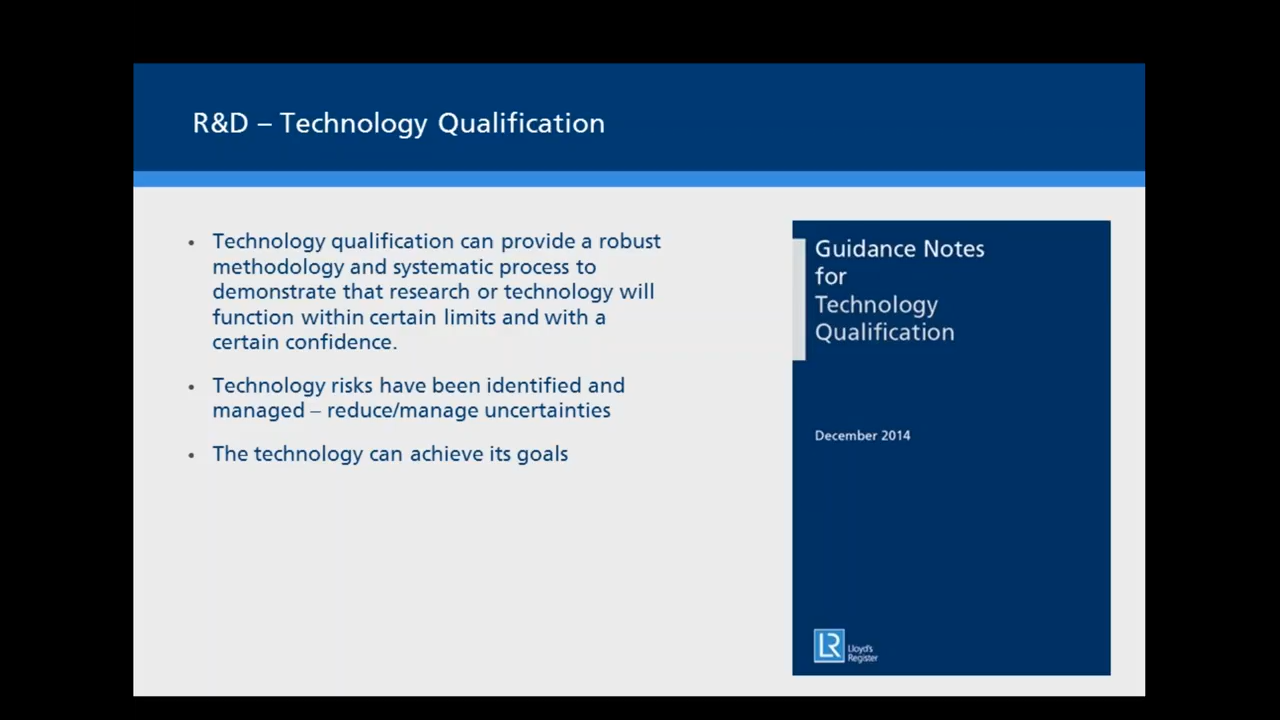 R&D – Technology Qualification
• Technology qualification can provide a robust
methodology and systematic process to
demonstrate that research or technology will
function within certain limits and with a
certain confidence.
• Technology risks have been identified and
managed – reduce/manage uncertainties
• The technology can achieve its goals
Guidance Notes
for
Technology
Qualification
December 2014
LR
Lloyd's
Register